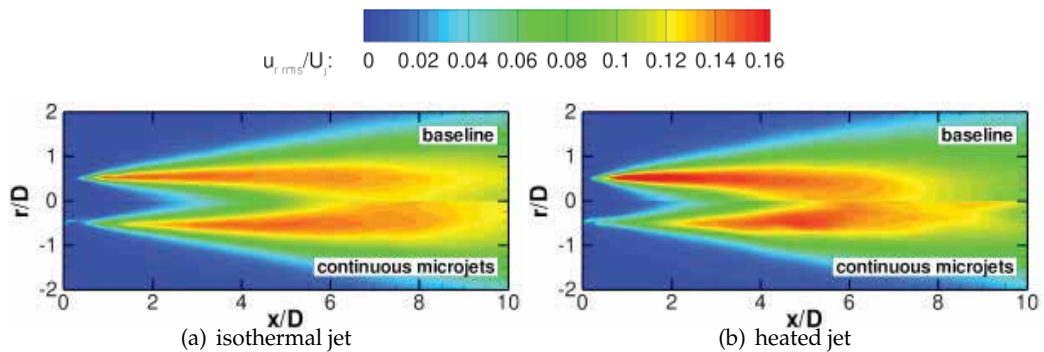 u_{r rms}/U_j: 0 0.02 0.04 0.06 0.08 0.1 0.12 0.14 0.16
2
1
0
-1
-2
r/D
baseline
continuous microjets
0 2 4 6 8 10
x/D
(a) isothermal jet
2
1
0
-1
-2
r/D
baseline
continuous microjets
0 2 4 6 8 10
x/D
(b) heated jet